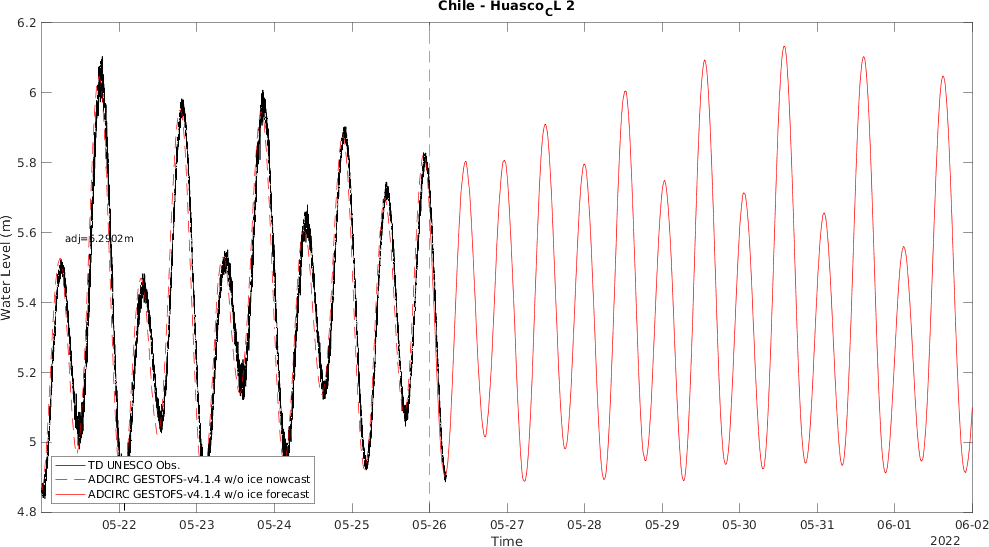 Chile - Huasco_CL 2
6.2
6
5.8
5.6
5.4
5.2
5
4.8
Water Level (m)
adj=5.2902m
TD UNESCO Obs.
ADCIRC GESTOFS-v4.1.4 w/o ice nowcast
ADCIRC GESTOFS-v4.1.4 w/o ice forecast
05-22 05-23 05-24 05-25 05-26 05-27 05-28 05-29 05-30 05-31 06-01 06-02
Time
2022